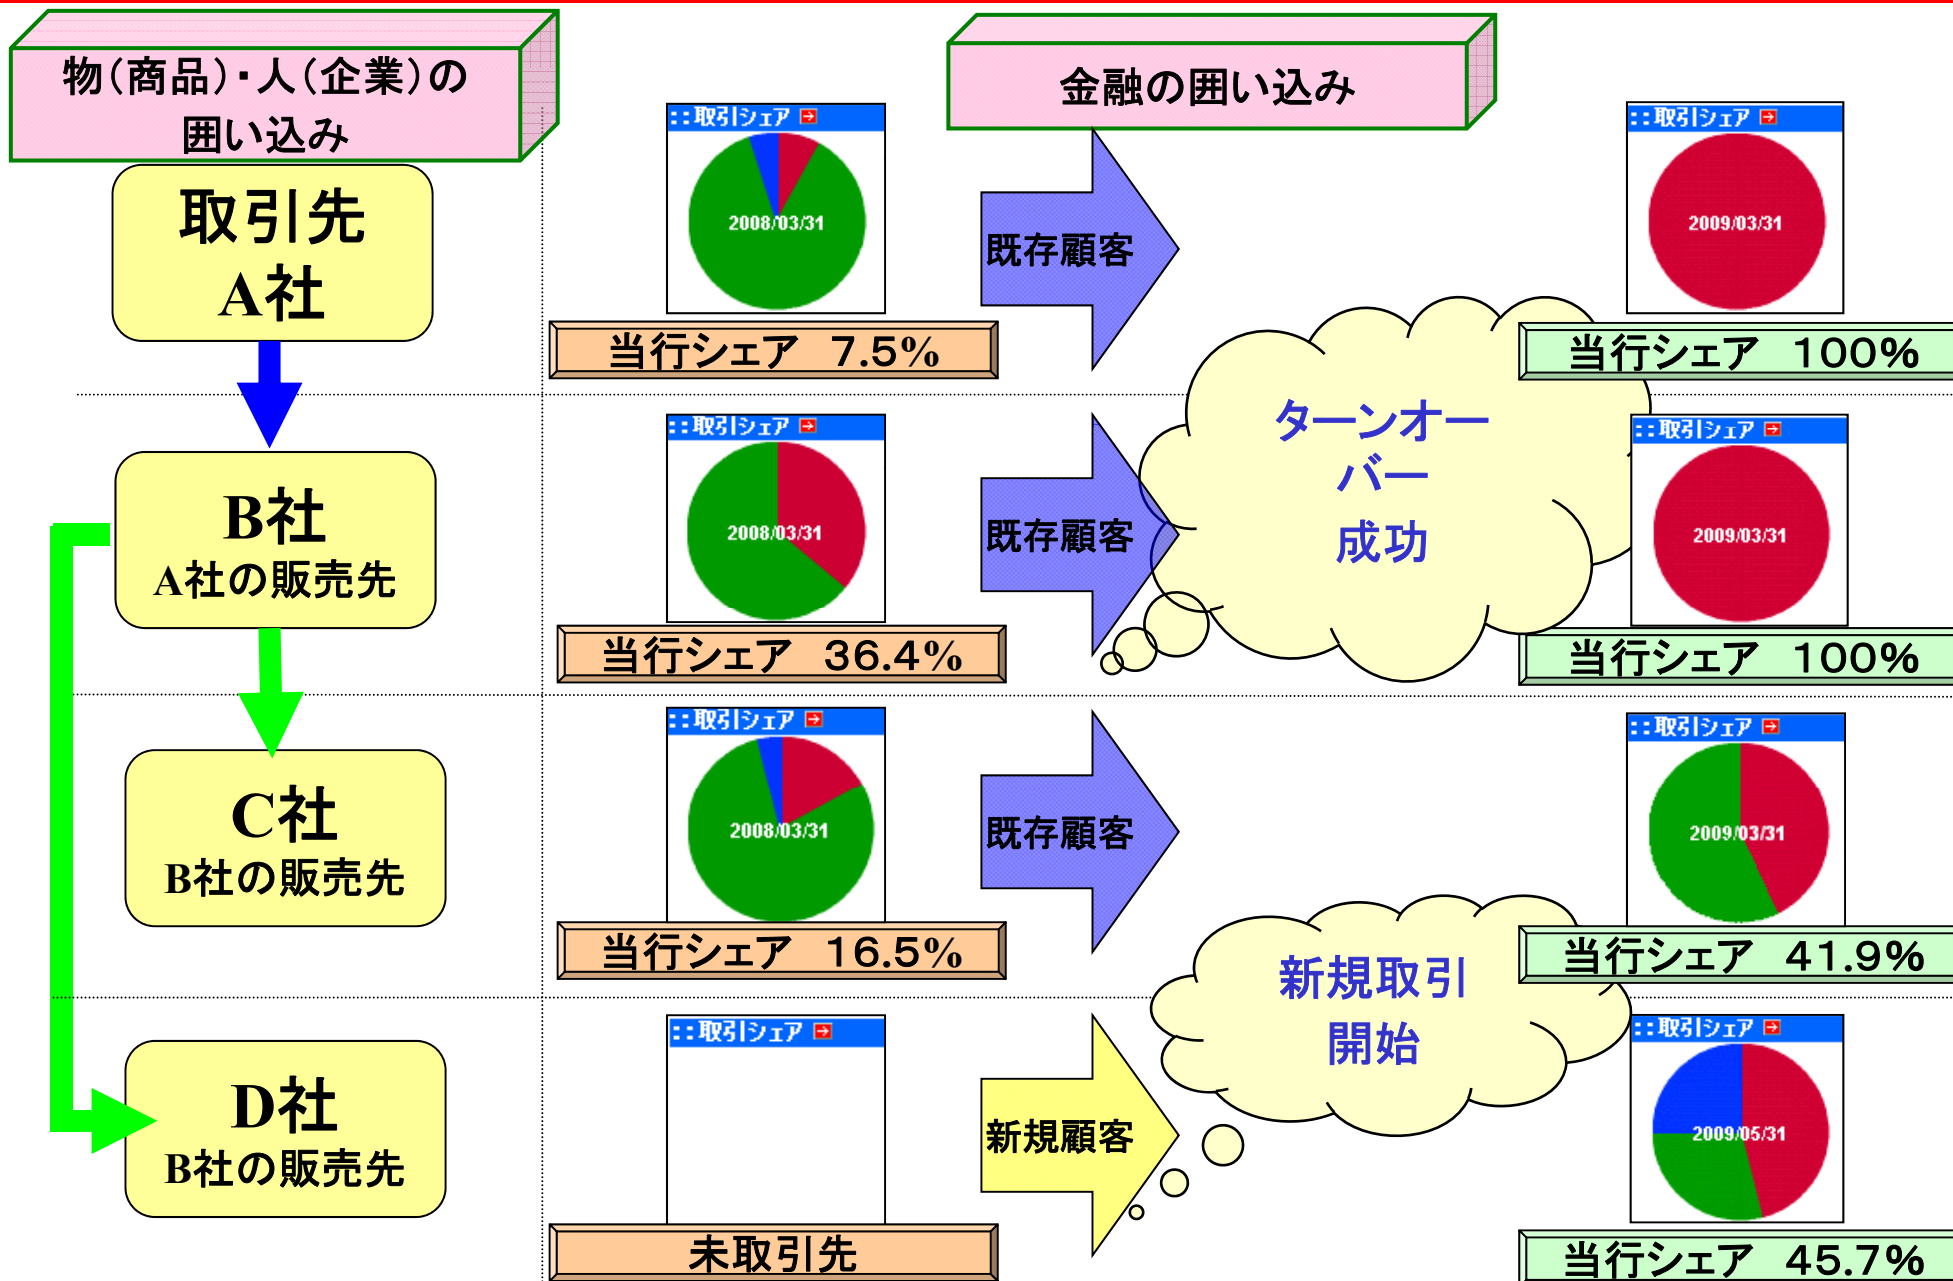 物(商品)・人(企業)の
囲い込み
金融の囲い込み
取引先
A社
::取引シェア
2008/03/31
当行シェア 7.5%
既存顧客
::取引シェア
2009/03/31
当行シェア 100%
B社
A社の販売先
::取引シェア
2008/03/31
当行シェア 36.4%
既存顧客
ターンオー
バー
成功
::取引シェア
2009/03/31
当行シェア 100%
C社
B社の販売先
::取引シェア
2008/03/31
当行シェア 16.5%
既存顧客
::取引シェア
2009/03/31
当行シェア 41.9%
D社
B社の販売先
::取引シェア
未取引先
新規顧客
新規取引
開始
::取引シェア
2009/05/31
当行シェア 45.7%